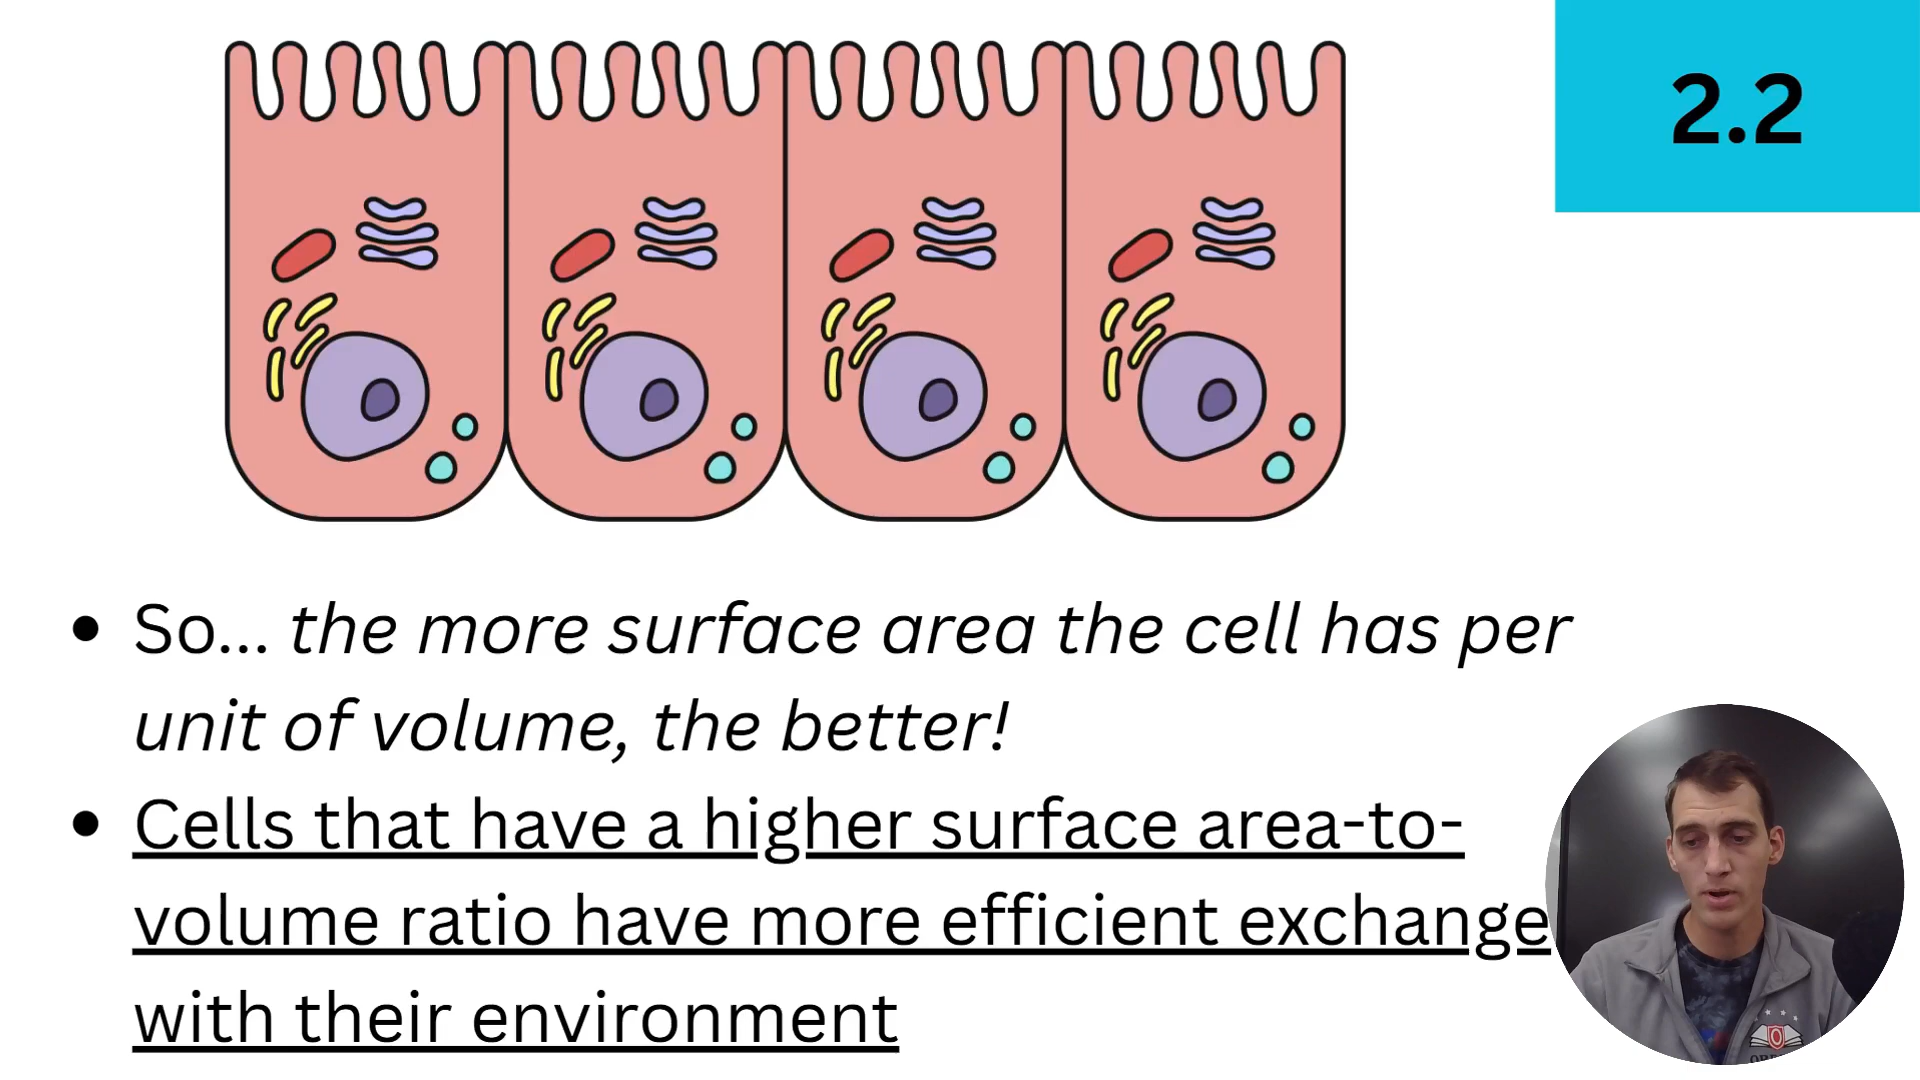 2.2
So... the more surface area the cell has per
unit of volume, the better!
Cells that have a higher surface area-to-
volume ratio have more efficient exchange
with their environment